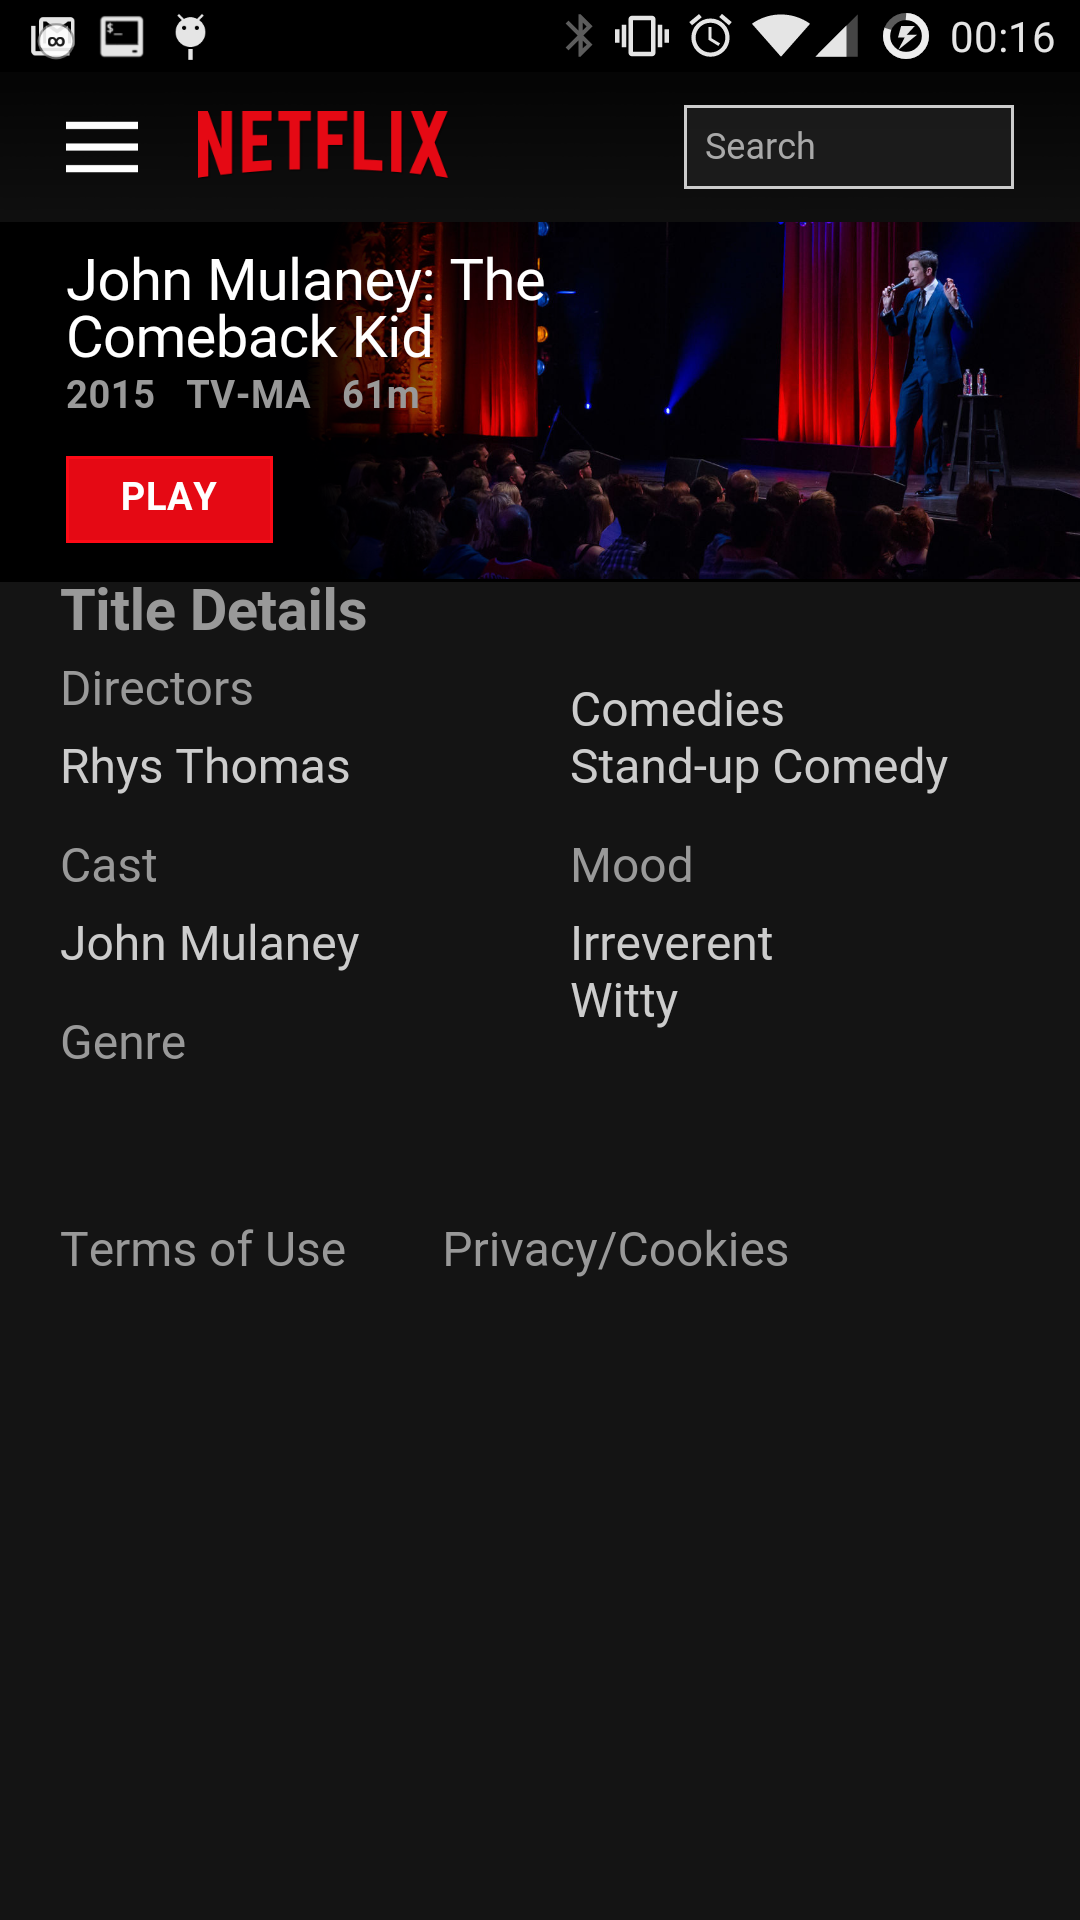 00:16
NETFLIX
Search
John Mulaney: The
Comeback Kid
2015 TV-MA 61m
PLAY
Title Details
Directors
Rhys Thomas
Cast
John Mulaney
Genre
Comedies
Stand-up Comedy
Mood
Irreverent
Witty
Terms of Use Privacy/Cookies